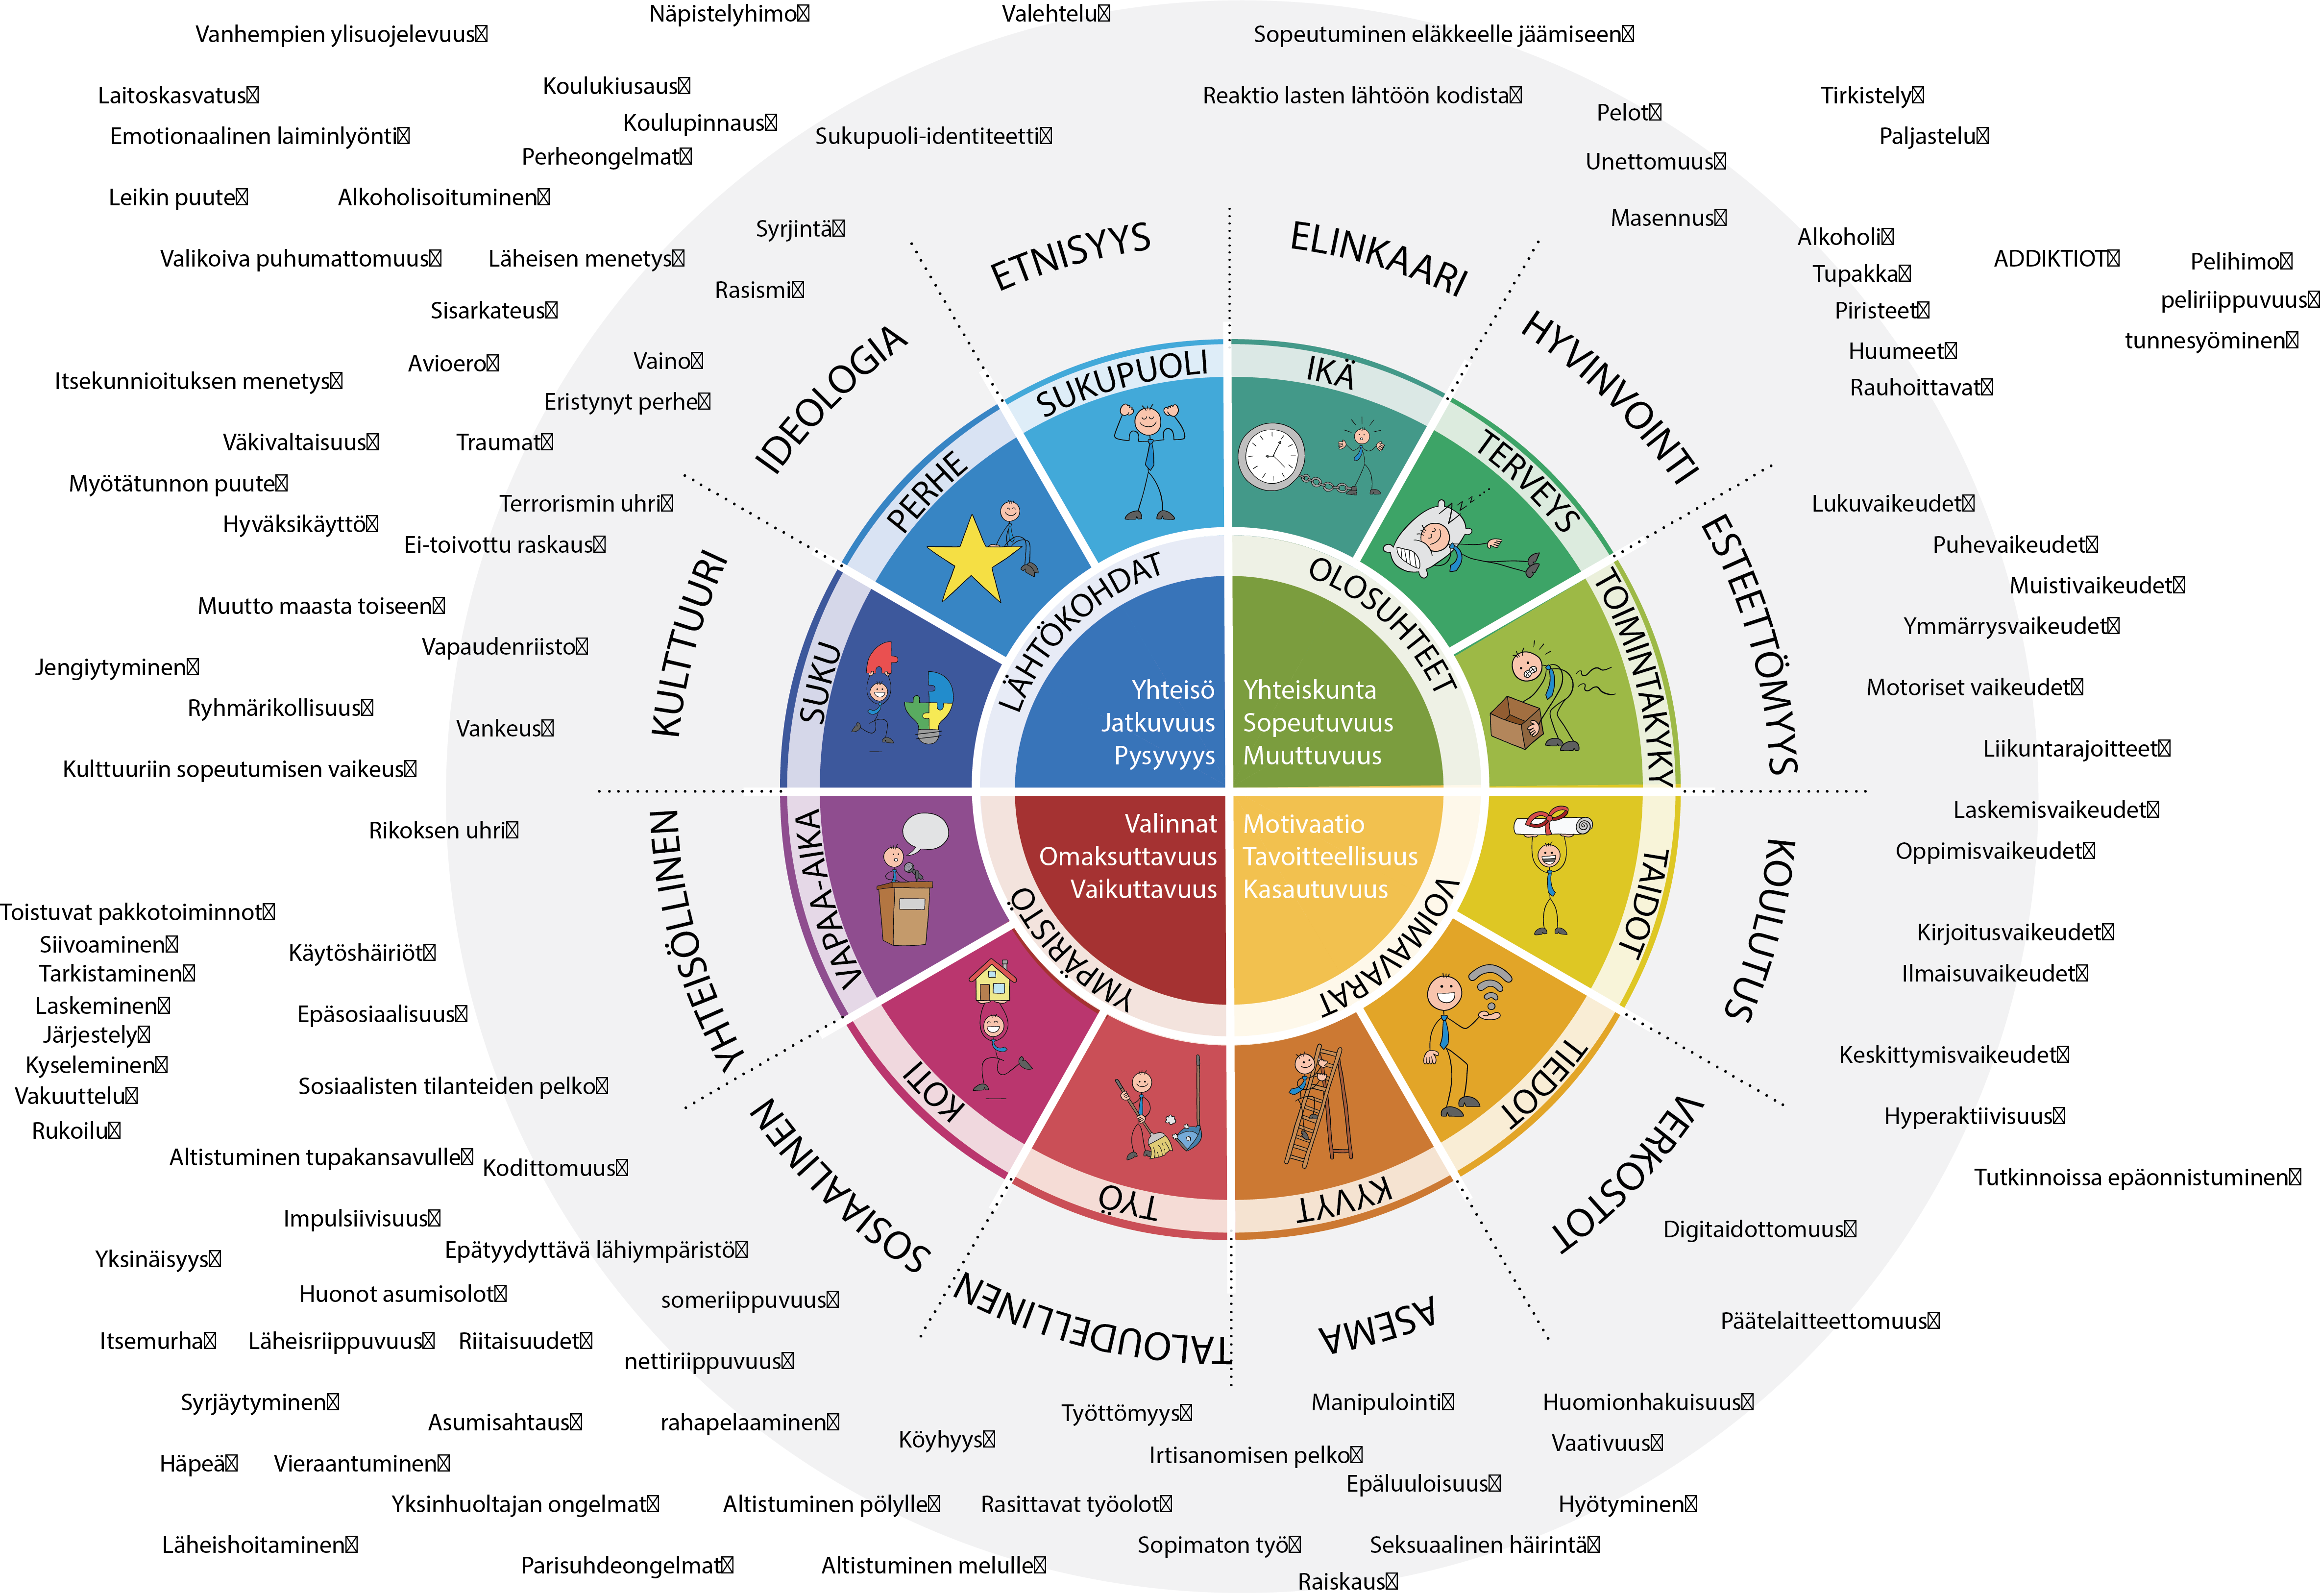 Näpistelyhimo
Valehtelu
Vanhempien ylisuojelevuus
Sopeutuminen eläkkeelle jäämiseen
Koulukiusaus
Laitoskasvatus
Reaktio lasten lähtöön kodista
Tirkistely
Pelot
Koulupinnaus
Emotionaalinen laiminlyönti
Sukupuoli-identiteetti
Paljastelu
Perheongelmat
Unettomuus
Leikin puute
Alkoholisoituminen
Masennus
Syrjintä
Alkoholi
Valikoiva puhumattomuus
Läheisen menetys
ADDIKTIOT
Pelihimo
Tupakka
Rasismi
peliriippuvuus
Sisarkateus
Piristeet
tunnesyöminen
Huumeet
Avioero
Vaino
Itsekunnioituksen menetys
Rauhoittavat
Eristynyt perhe
Väkivaltaisuus
Traumat
Myötätunnon puute
Terrorismin uhri
Lukuvaikeudet
Hyväksikäyttö
Ei-toivottu raskaus
Puhevaikeudet
Muistivaikeudet
Muutto maasta toiseen
Ymmärrysvaikeudet
Vapaudenriisto
Jengiytyminen
Motoriset vaikeudet
Ryhmärikollisuus
Vankeus
Liikuntarajoitteet
Kulttuuriin sopeutumisen vaikeus
Laskemisvaikeudet
Rikoksen uhri
Oppimisvaikeudet
Toistuvat pakkotoiminnot
Siivoaminen
Käytöshäiriöt
Kirjoitusvaikeudet
Tarkistaminen
Ilmaisuvaikeudet
Laskeminen
Epäsosiaalisuus
Järjestely
Kyseleminen
Keskittymisvaikeudet
Sosiaalisten tilanteiden pelko
Vakuuttelu
Hyperaktiivisuus
Rukoilu
Altistuminen tupakansavulle
Kodittomuus
Tutkinnoissa epäonnistuminen
Impulsiivisuus
Digitaidottomuus
Epätyydyttävä lähiympäristö
Yksinäisyys
Huonot asumisolot
someriippuvuus
Päätelaitteettomuus
Itsemurha
Läheisriippuvuus
Riitaisuudet
nettiriippuvuus
Syrjäytyminen
Manipulointi
Huomionhakuisuus
Työttömyys
Asumisahtaus
rahapelaaminen
Köyhyys
Vaativuus
Irtisanomisen pelko
Häpeä
Vieraantuminen
Epäluuloisuus
Yksinhuoltajan ongelmat
Altistuminen pölylle
Rasittavat työolot
Hyötyminen
Läheishoitaminen
Sopimaton työ
Seksuaalinen häirintä
Parisuhdeongelmat
Altistuminen melulle
Raiskaus
ETNISYYS
ELINKAARI
HYVINVOINTI
ESTEETTÖMYYS
KOULUTUS
VERKOSTOT
ASEMA
TALOUDELLINEN
SOSIAALINEN
YHTEISÖLLINEN
KULTTUURI
IDEOLOGIA
SUKUPUOLI
IKÄ
TERVEYS
TOIMINTAKYKY
TAIDOT
TIEDOT
KYVYT
TYÖ
KOTI
VAPAA-AIKA
SUKU
PERHE
Zzz
LÄHTÖKOHDAT
OLOSUHTEET
VOIMAVARAT
YMPÄRISTÖ
Yhteisö
Jatkuvuus
Pysyvyys
Yhteiskunta
Sopeutuvuus
Muuttuvuus
Valinnat
Omaksuttavuus
Vaikuttavuus
Motivaatio
Tavoitteellisuus
Kasautuvuus